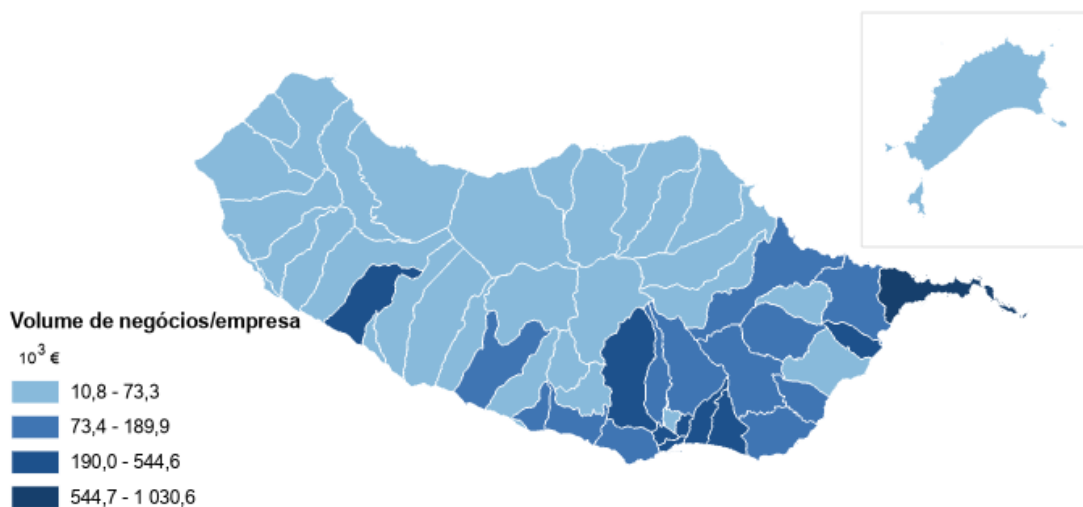 Volume de negócios/empresa
10³ €
10,8 - 73,3
73,4 - 189,9
190,0 - 544,6
544,7 - 1 030,6